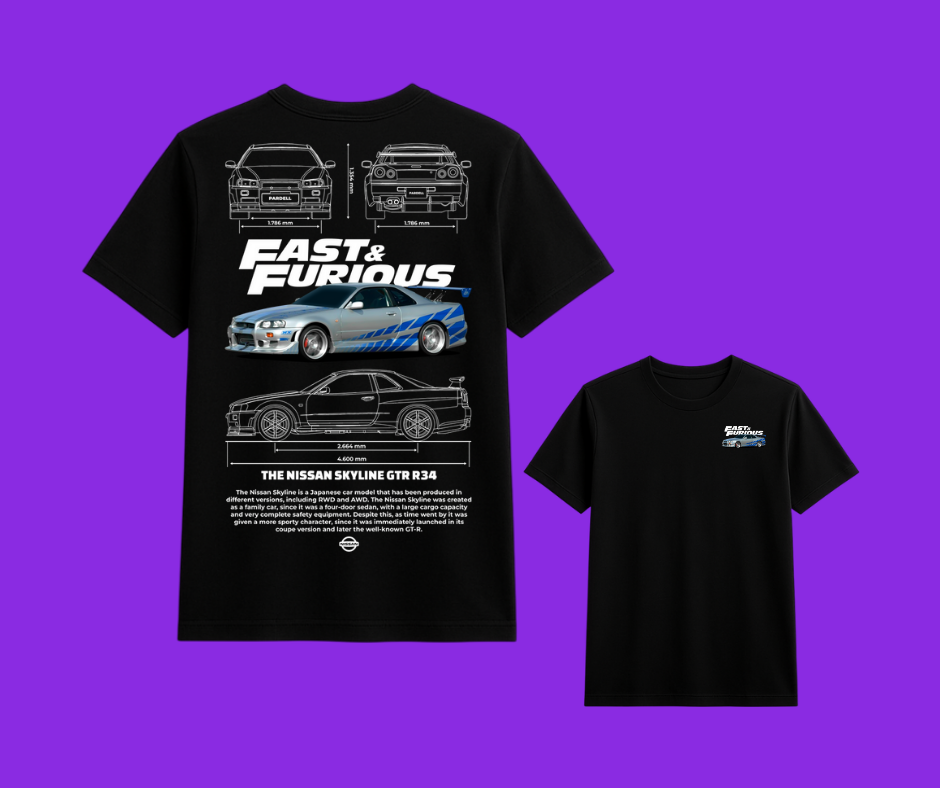 PARDELL
1.354 mm
PARDELL
1.786 mm
1.786 mm
FAST &
FURIOUS
2.664 mm
4.600 mm
THE NISSAN SKYLINE GTR R34
The Nissan Skyline is a Japanese car model that has been produced in
different versions, including RWD and AWD. The Nissan Skyline was created
as a family car, since it was a four-door sedan, with a large cargo capacity
and very complete safety equipment. Despite this, as time went by it was
given a more sporty character, since it was immediately launched in its
coupe version and later the well-known GT-R.
NISSAN
FAST &
FURIOUS